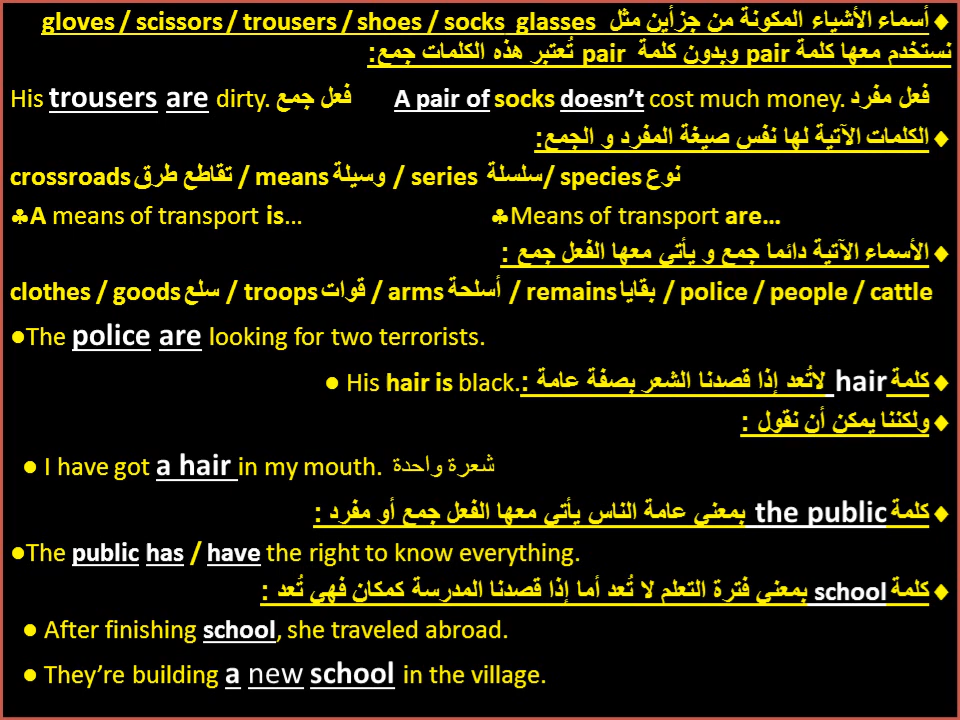 ♦ أسماء الأشياء المكونة من جزأين مثل gloves / scissors / trousers / shoes / socks glasses
نستخدم معها كلمة pair وبدون كلمة pair تُعتبر هذه الكلمات جمع:
His trousers are dirty. فعل جمع A pair of socks doesn’t cost much money. فعل مفرد
♦ الكلمات الآتية لها نفس صيغة المفرد و الجمع:
crossroads تقاطع طرق / means وسيلة / series سلسلة/ species نوع
♣A means of transport is... ♣Means of transport are…
♦ الأسماء الآتية دائما جمع و يأتي معها الفعل جمع :
clothes / goods سلع / troops قوات / arms أسلحة / remains بقايا / police / people / cattle
●The police are looking for two terrorists.
♦ كلمة hair لاتُعد إذا قصدنا الشعر بصفة عامة :● His hair is black.
♦ ولكننا يمكن أن نقول :
● I have got a hair in my mouth. شعرة واحدة
♦ كلمة the public بمعني عامة الناس يأتي معها الفعل جمع أو مفرد :
●The public has / have the right to know everything.
♦ كلمة school بمعني فترة التعلم لا تُعد أما إذا قصدنا المدرسة كمكان فهي تُعد :
● After finishing school, she traveled abroad.
● They’re building a new school in the village.